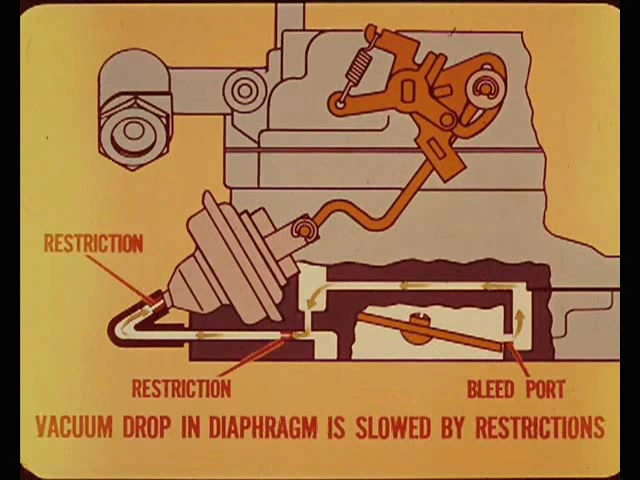 RESTRICTION
RESTRICTION
BLEED PORT
VACUUM DROP IN DIAPHRAGM IS SLOWED BY RESTRICTIONS